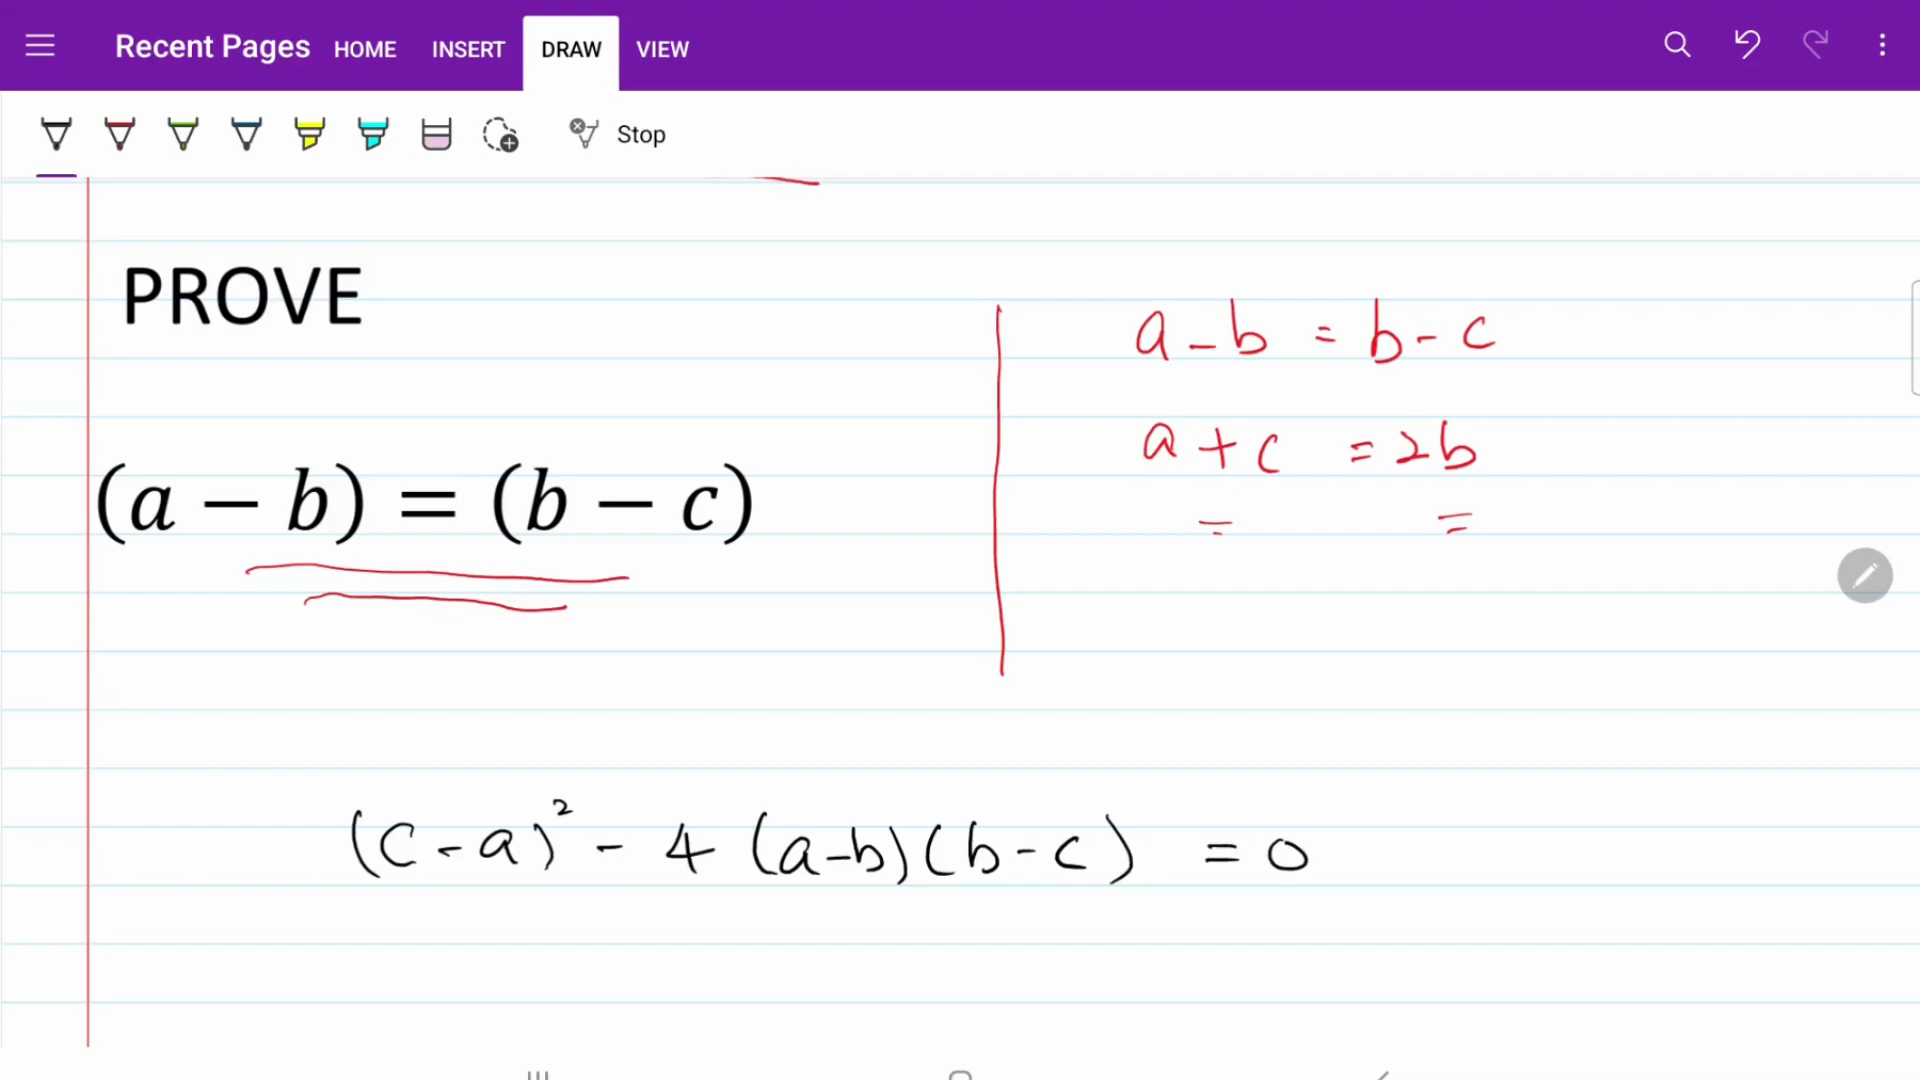 Recent Pages HOME INSERT DRAW VIEW
Stop
PROVE
(a − b) = (b − c)
a - b = b - c
a + c = 2b
= =
(c - a)² - 4 (a-b)(b-c) = 0